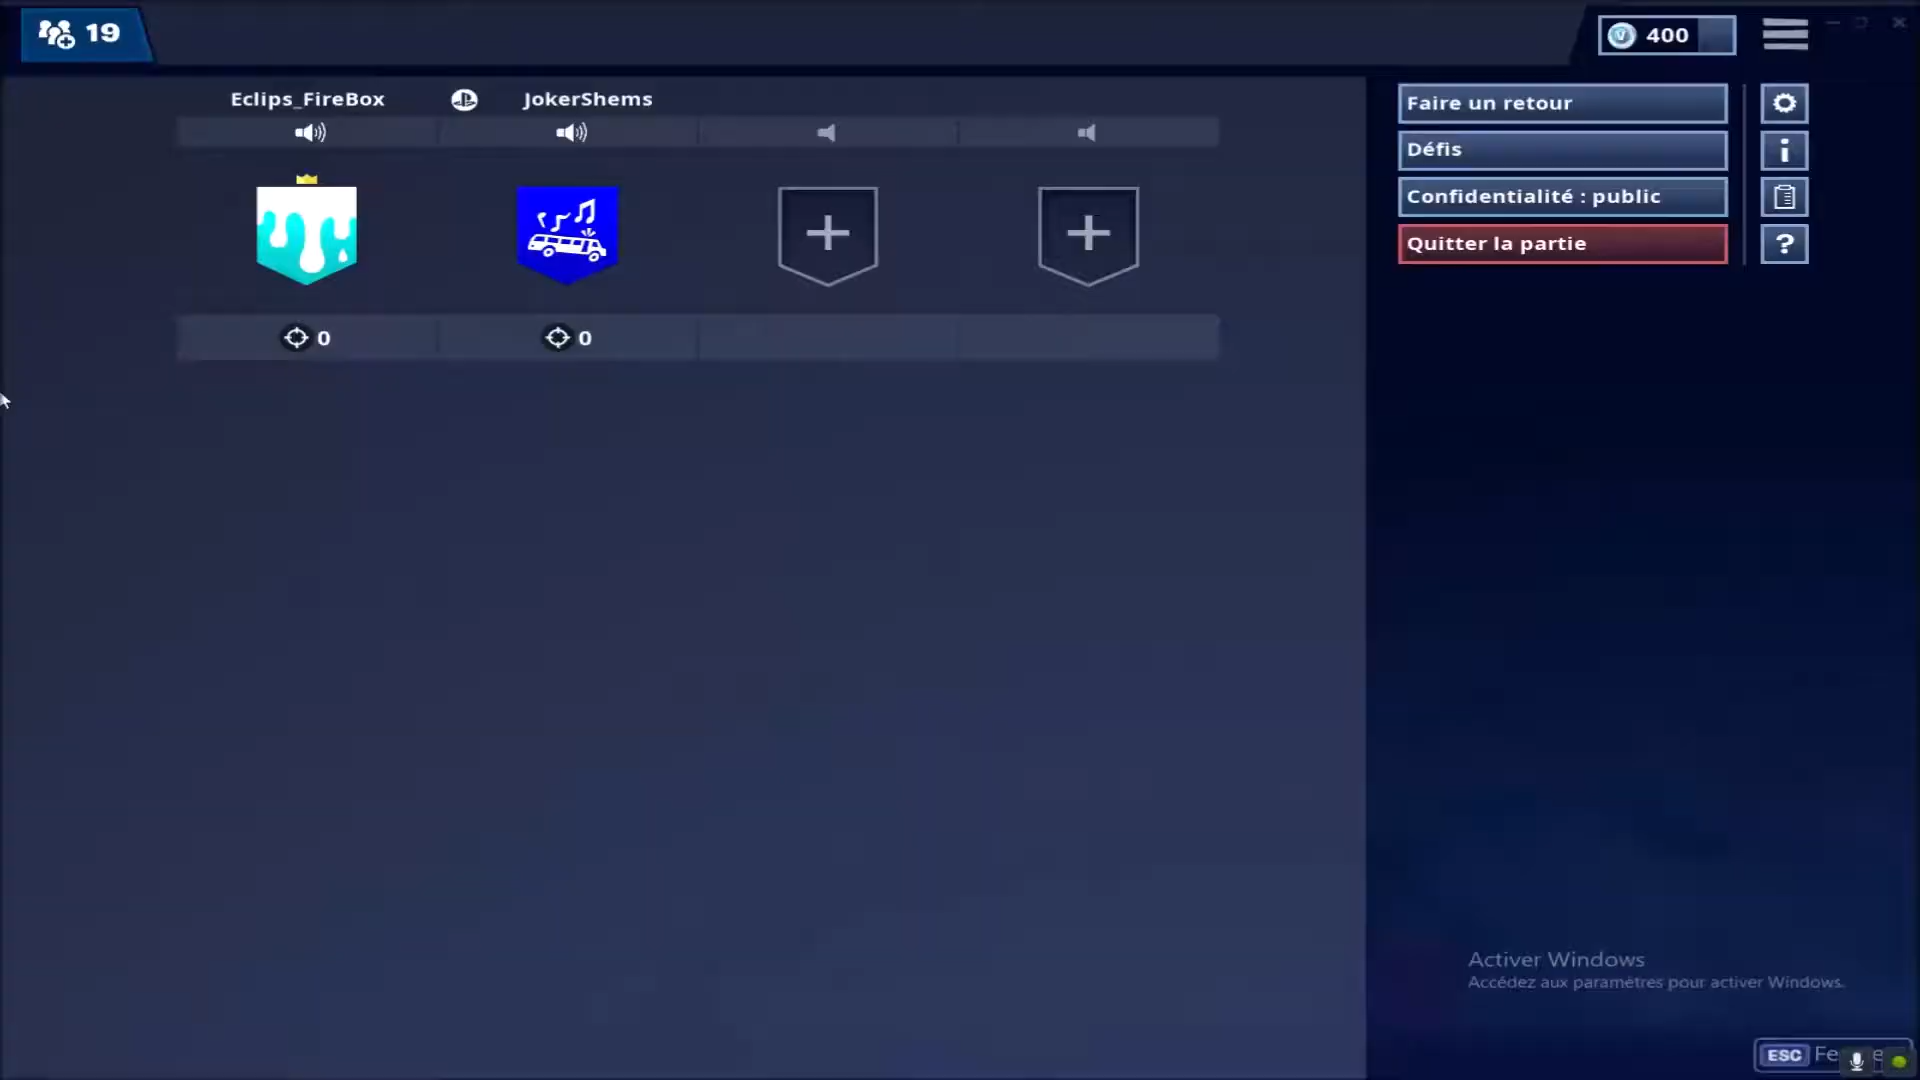 19
400
Eclips_FireBox
JokerShems
0
0
Faire un retour
Défis
Confidentialité : public
Quitter la partie
Activer Windows
Accédez aux paramètres pour activer Windows.
ESC